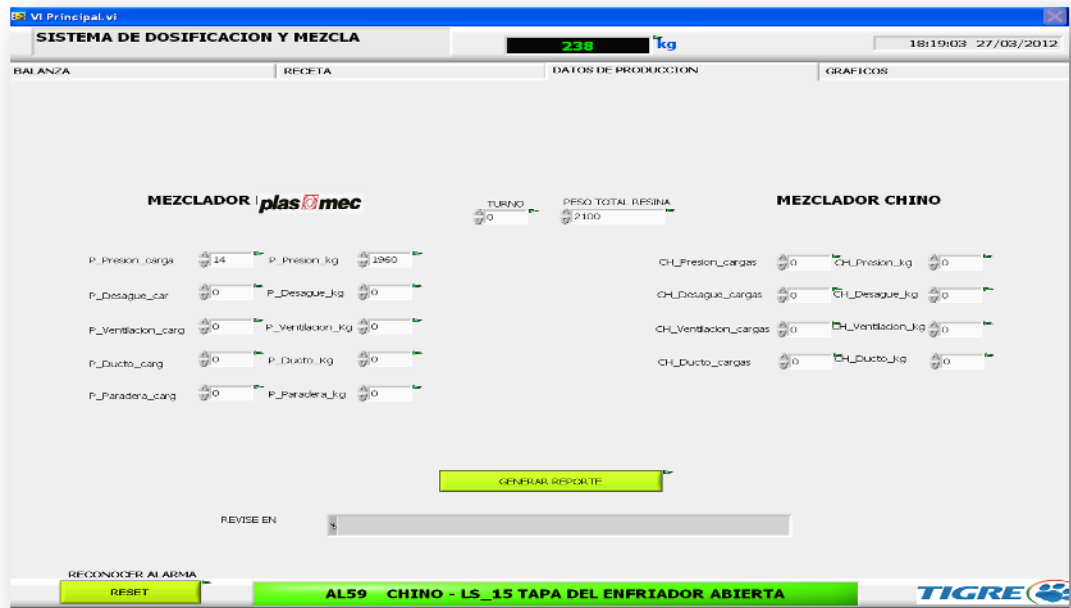 VI Principal.vi
SISTEMA DE DOSIFICACION Y MEZCLA 238 kg 18:19:03 27/03/2012
BALANZA RECETA DATOS DE PRODUCCION GRAFICOS
MEZCLADOR plasmec TURNO PESO TOTAL RESINA MEZCLADOR CHINO
0 2100
P_Presion_carga 14 P_Presion_kg 1960 CH_Presion_cargas 0 CH_Presion_kg 0
P_Desague_car 0 P_Desague_kg 0 CH_Desague_cargas 0 CH_Desague_kg 0
P_Ventilacion_carg 0 P_Ventilacion_Kg 0 CH_Ventilacion_cargas 0 CH_Ventilacion_kg 0
P_Ducto_carg 0 P_Ducto_Kg 0 CH_Ducto_cargas 0 CH_Ducto_kg 0
P_Paradera_carg 0 P_Paradera_kg 0
GENERAR REPORTE
REVISE EN
RECONOCER ALARMA
RESET AL59 CHINO - LS_15 TAPA DEL ENFRIADOR ABIERTA TIGRE